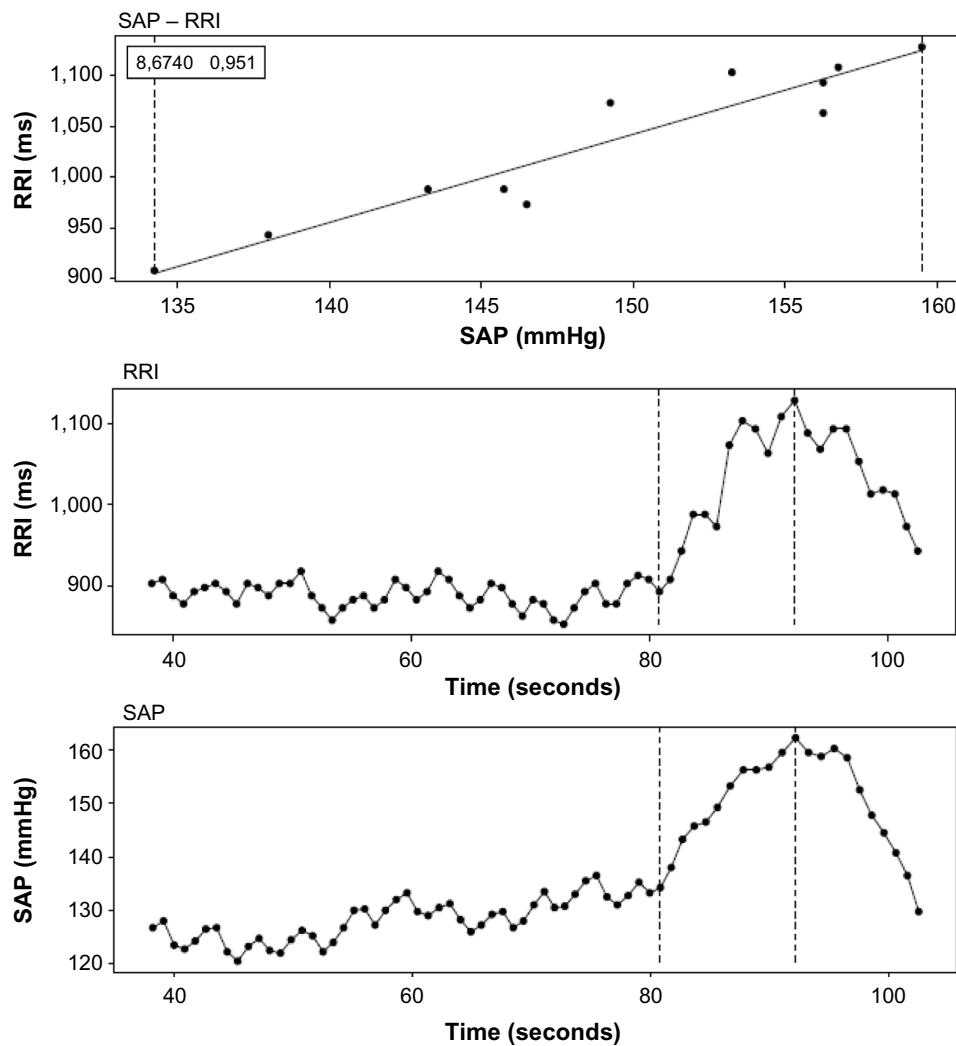 SAP – RRI
8,6740 0,951
1,100
1,050
1,000
950
900
RRI (ms)
135 140 145 150 155 160
SAP (mmHg)
RRI
1,100
1,000
900
RRI (ms)
40 60 80 100
Time (seconds)
SAP
160
150
140
130
120
SAP (mmHg)
40 60 80 100
Time (seconds)